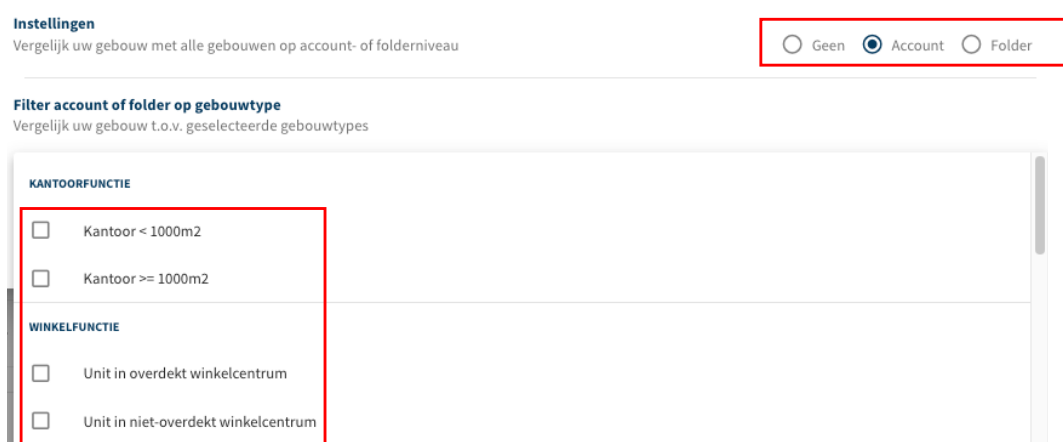 Instellingen
Vergelijk uw gebouw met alle gebouwen op account- of folderniveau
Geen Account Folder
Filter account of folder op gebouwtype
Vergelijk uw gebouw t.o.v. geselecteerde gebouwtypes
KANTOORFUNCTIE
Kantoor < 1000m2
Kantoor >= 1000m2
WINKELFUNCTIE
Unit in overdekt winkelcentrum
Unit in niet-overdekt winkelcentrum